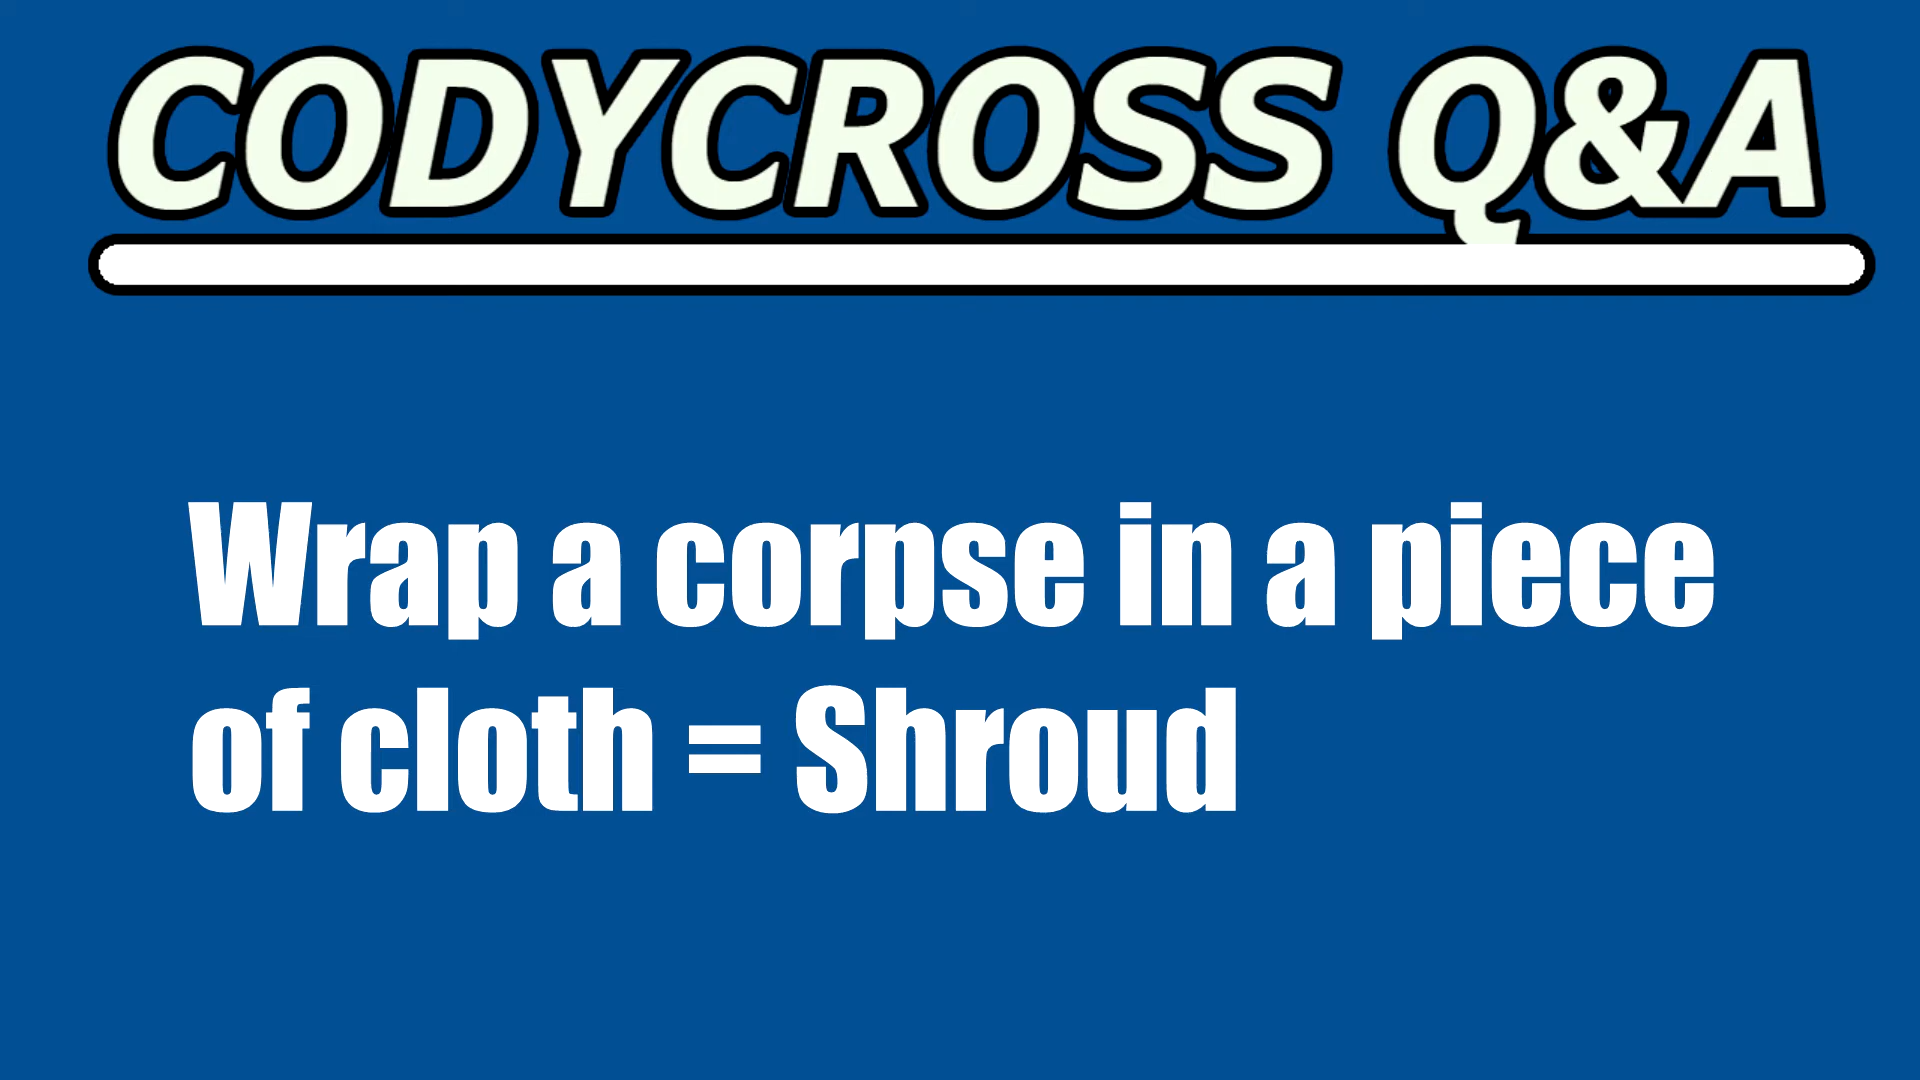 CODYCROSS Q&A
Wrap a corpse in a piece
of cloth = Shroud